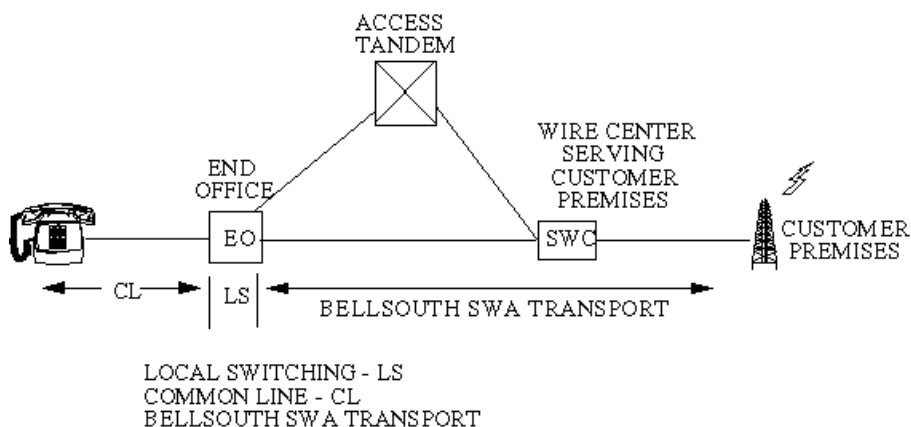 ACCESS
TANDEM
WIRE CENTER
SERVING
CUSTOMER
PREMISES
END
OFFICE
EO
SWC
CUSTOMER
PREMISES
CL
LS
BELLSOUTH SWA TRANSPORT
LOCAL SWITCHING - LS
COMMON LINE - CL
BELLSOUTH SWA TRANSPORT